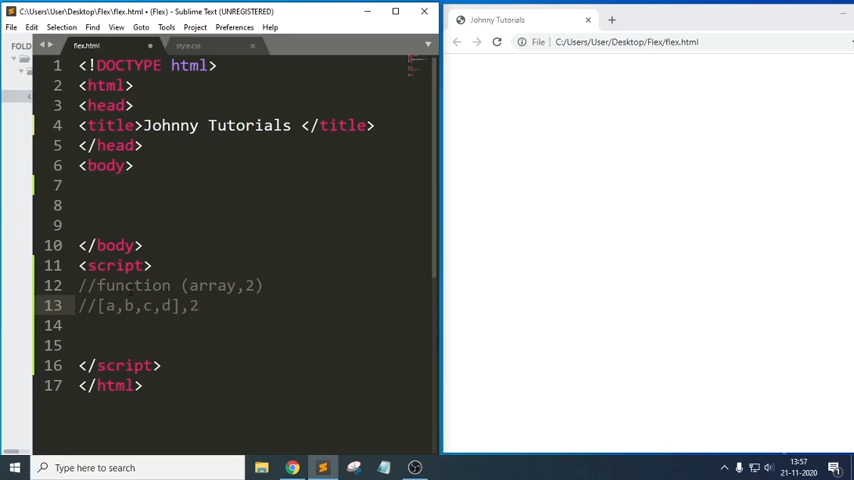 C:\Users\User\Desktop\Flex\flex.html • (Flex) - Sublime Text (UNREGISTERED)
File Edit Selection Find View Goto Tools Project Preferences Help
FOLD
flex.html
style.css
1 <!DOCTYPE html>
2 <html>
3 <head>
4 <title>Johnny Tutorials </title>
5 </head>
6 <body>
7
8
9
10 </body>
11 <script>
12 //function (array,2)
13 //[a,b,c,d],2
14
15
16 </script>
17 </html>
Johnny Tutorials
File C:/Users/User/Desktop/Flex/flex.html
Type here to search
13:57
21-11-2020
1